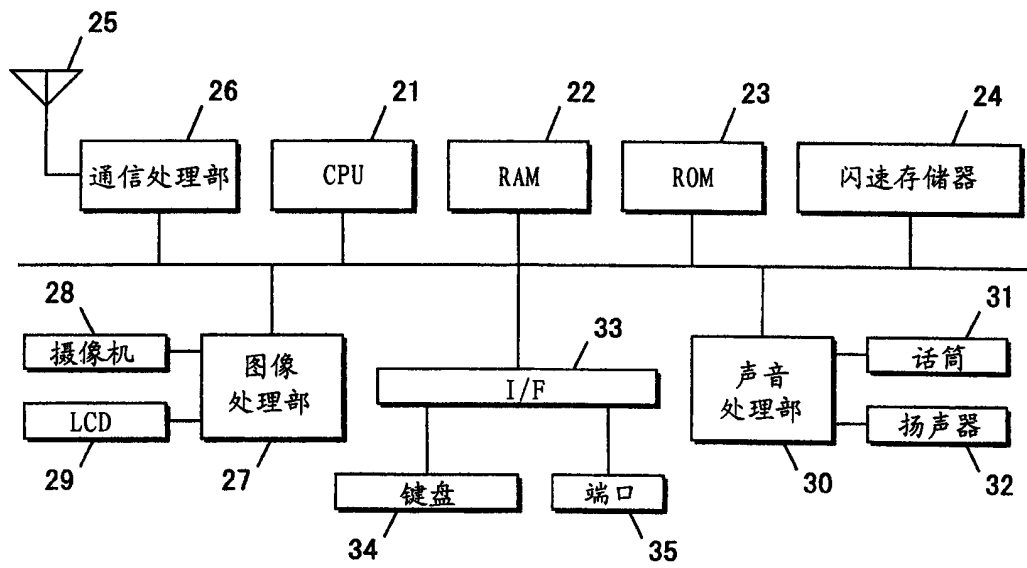 25
26
21
22
23
24
通信处理部
CPU
RAM
ROM
闪速存储器
28
33
31
摄像机
图像
处理部
I/F
声音
处理部
话筒
LCD
扬声器
29
27
键盘
端口
30
32
34
35